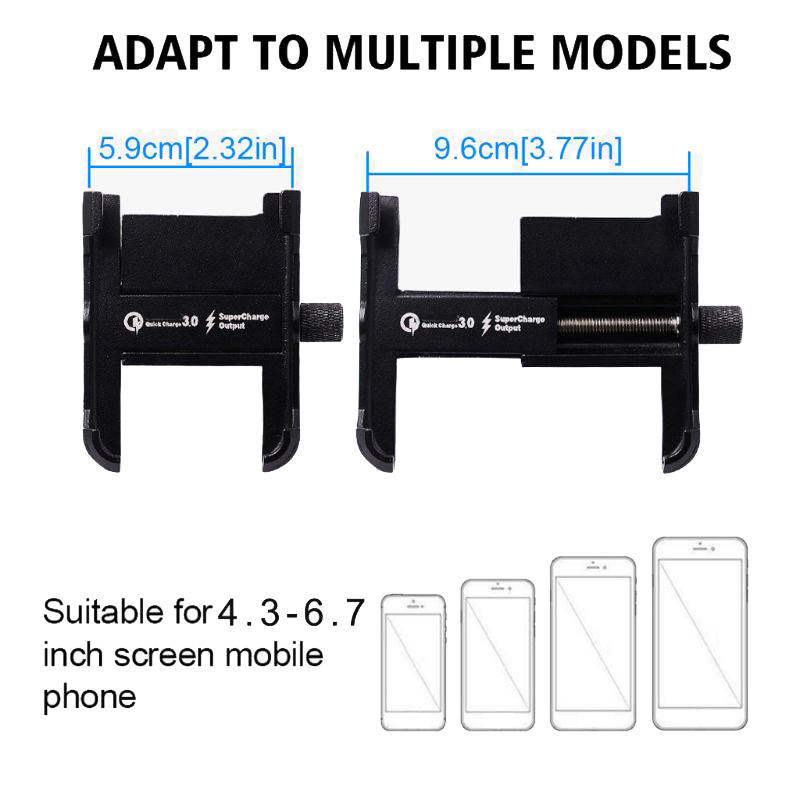 ADAPT TO MULTIPLE MODELS
5.9cm[2.32in]
9.6cm[3.77in]
Quick Charge 3.0
SuperCharge
Output
Quick Charge 3.0
SuperCharge
Output
Suitable for 4.3-6.7
inch screen mobile
phone